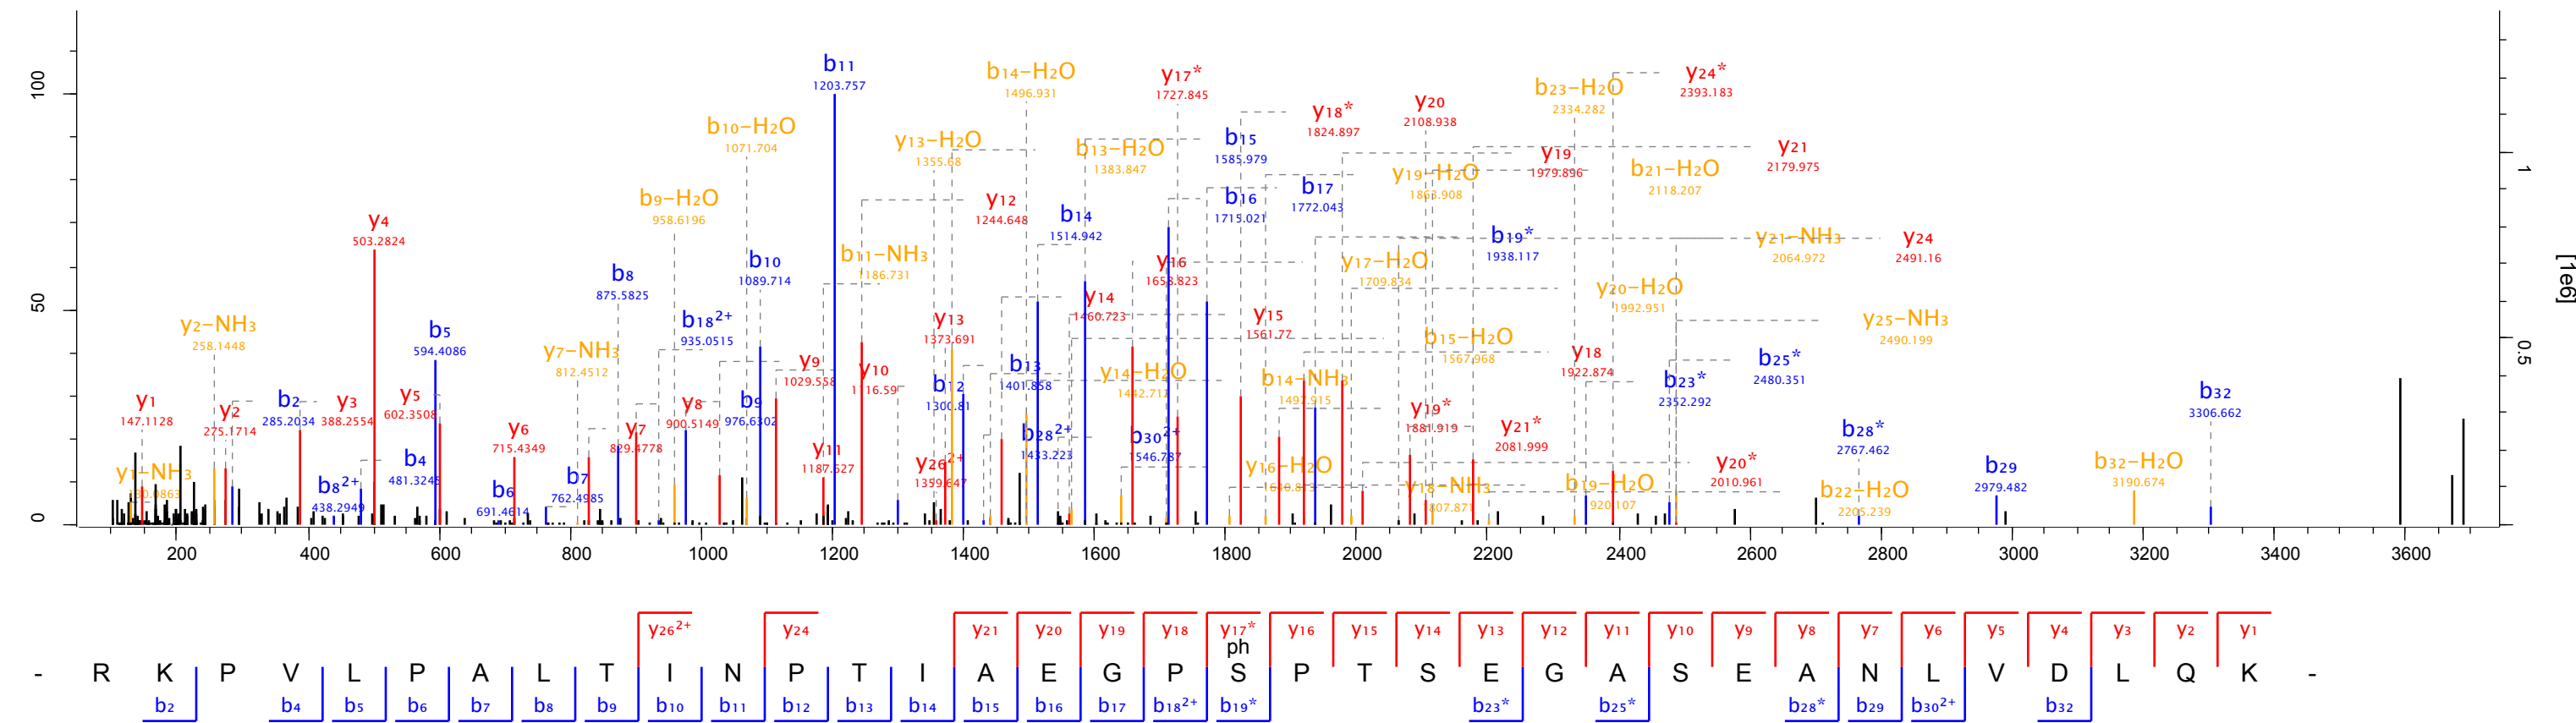 b11
1203.757
b14-H2O
1496.931
y17*
1727.845
y24*
2393.183
b23-H2O
2334.282
y20
2108.938
y18*
1824.897
b10-H2O
1071.704
y13-H2O
1355.68
b13-H2O
1383.847
b15
1585.979
y19
1979.896
y21
2179.975
b21-H2O
2118.207
y19-H2O
1863.908
b9-H2O
958.6196
y12
1244.648
b16
1715.021
b17
1772.043
y4
503.2824
b14
1514.942
b19*
1938.117
y21-NH3
2064.972
y24
2491.16
b11-NH3
1186.731
b8
875.5825
b10
1089.714
y16
1658.823
y17-H2O
1709.834
y20-H2O
1992.951
y2-NH3
258.1448
b5
594.4086
b18 2+
935.0515
y13
1373.691
y14
1460.723
y15
1561.77
y25-NH3
2490.199
y7-NH3
812.4512
y9
1029.558
y10
1116.59
b13
1401.858
y14-H2O
b15-H2O
1567.968
y18
1922.874
b25*
2480.351
b23*
2352.292
b14-NH3
1497.915
y1
147.1128
y2
275.1714
b2
285.2034
y3
388.2554
y5
602.3508
b12
1300.81
b9
976.6302
y8
900.5149
y6
715.4349
y7
829.4778
y11
1187.627
b28 2+
1433.223
b30 2+
1546.787
y19*
1881.919
y21*
2081.999
b28*
2767.462
b32
3306.662
y1-NH3
130.0863
b8 2+
438.2949
b4
481.3245
b6
691.4614
b7
762.4985
y26 2+
1359.647
y16-H2O
y18-NH3
b19-H2O
y20*
2010.961
b22-H2O
2205.239
b29
2979.482
b32-H2O
3190.674
100
50
0
1
0.5
[1e6]
200 400 600 800 1000 1200 1400 1600 1800 2000 2200 2400 2600 2800 3000 3200 3400 3600
y26 2+ y24 y21 y20 y19 y18 y17* y16 y15 y14 y13 y12 y11 y10 y9 y8 y7 y6 y5 y4 y3 y2 y1
ph
- R K P V L P A L T I N P T I A E G P S P T S E G A S E A N L V D L Q K -
b2 b4 b5 b6 b7 b8 b9 b10 b11 b12 b13 b14 b15 b16 b17 b18 2+ b19* b23* b25* b28* b29 b30 2+ b32